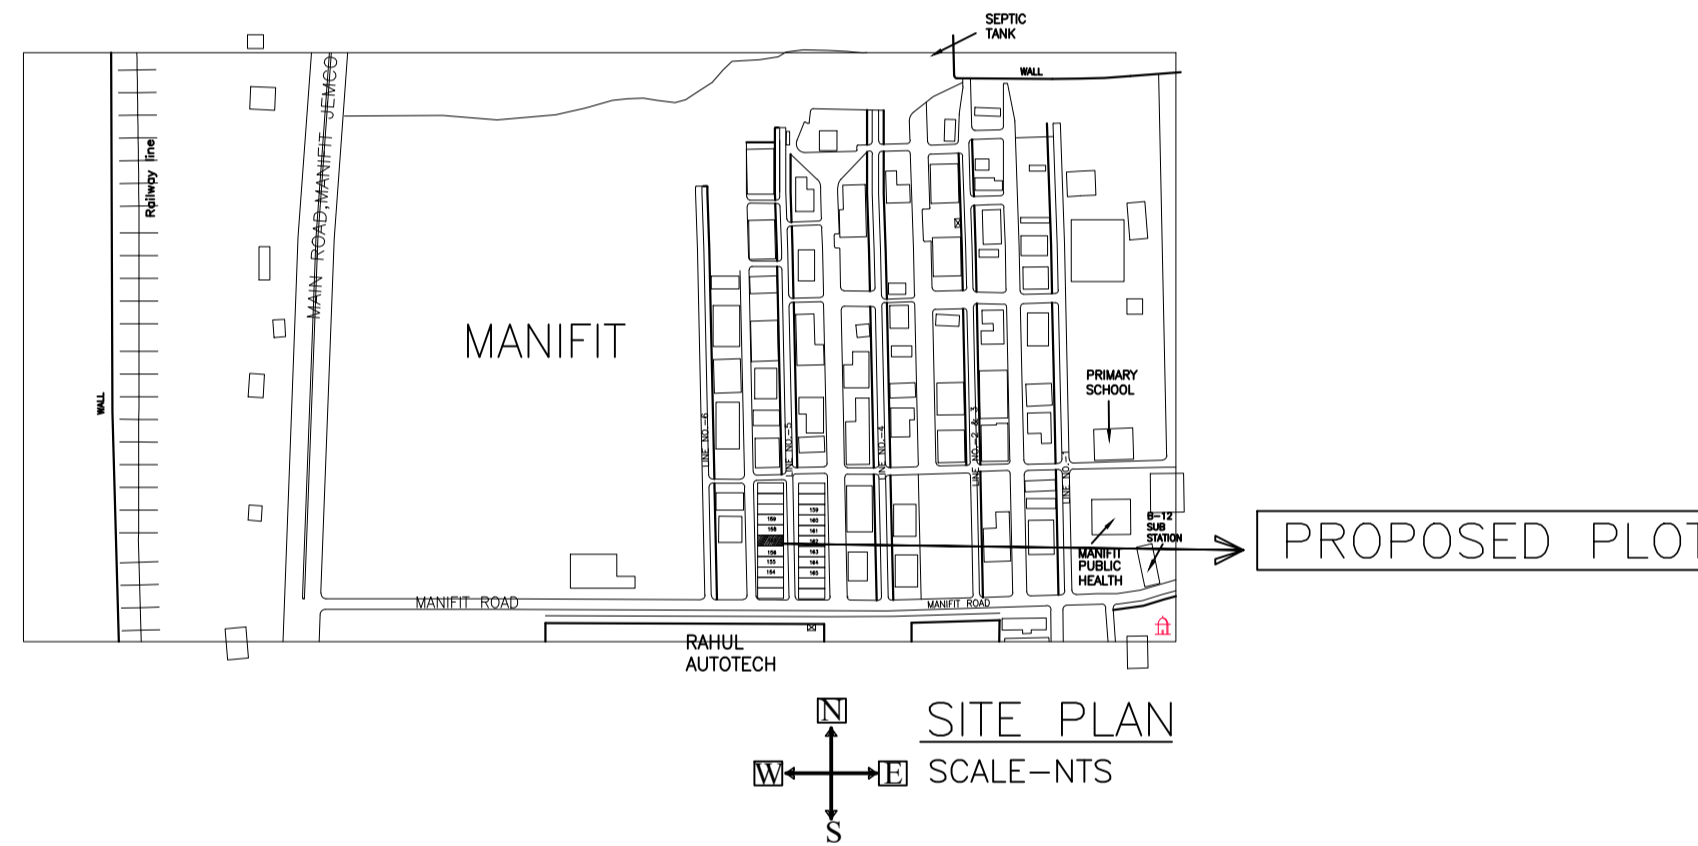 SEPTIC
TANK
WALL
MAIN ROAD,MANIFIT JEMCO
Railway line
MANIFIT
WALL
PRIMARY
SCHOOL
LINE NO.-6
LINE NO.-5
LINE NO.-4
LINE NO.-2 & 3
LINE NO.-1
159
158
156
155
154
159
160
161
162
163
164
165
B-12
SUB
STATION
MANIFIT
PUBLIC
HEALTH
PROPOSED PLOT
MANIFIT ROAD
MANIFIT ROAD
RAHUL
AUTOTECH
N
W
E
S
SITE PLAN
SCALE-NTS